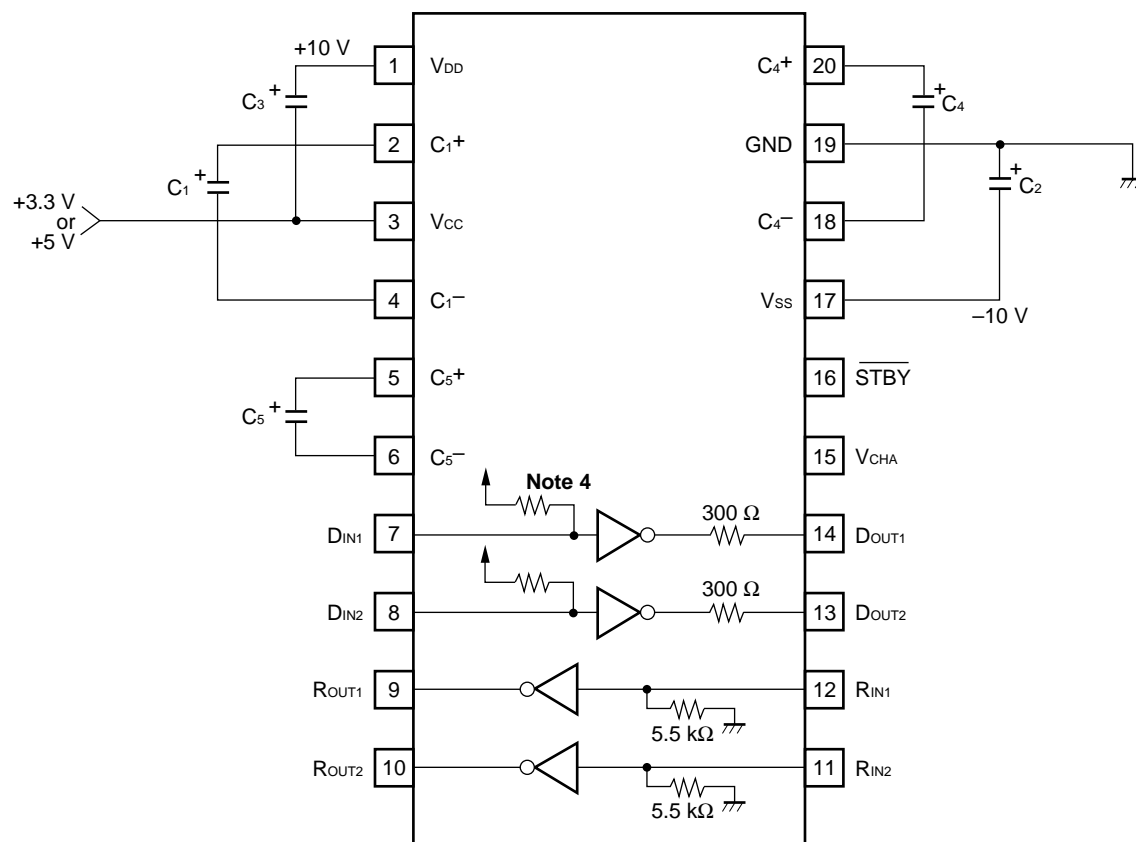 +10 V
1 VDD
C4+ 20
C3 +
+ C4
2 C1+
GND 19
C1 +
+ C2
+3.3 V
or
+5 V
3 VCC
C4– 18
4 C1–
VSS 17
–10 V
5 C5+
16 STBY
C5 +
6 C5–
15 VCHA
Note 4
300 Ω
DIN1 7
14 DOUT1
300 Ω
DIN2 8
13 DOUT2
ROUT1 9
12 RIN1
5.5 kΩ
ROUT2 10
11 RIN2
5.5 kΩ